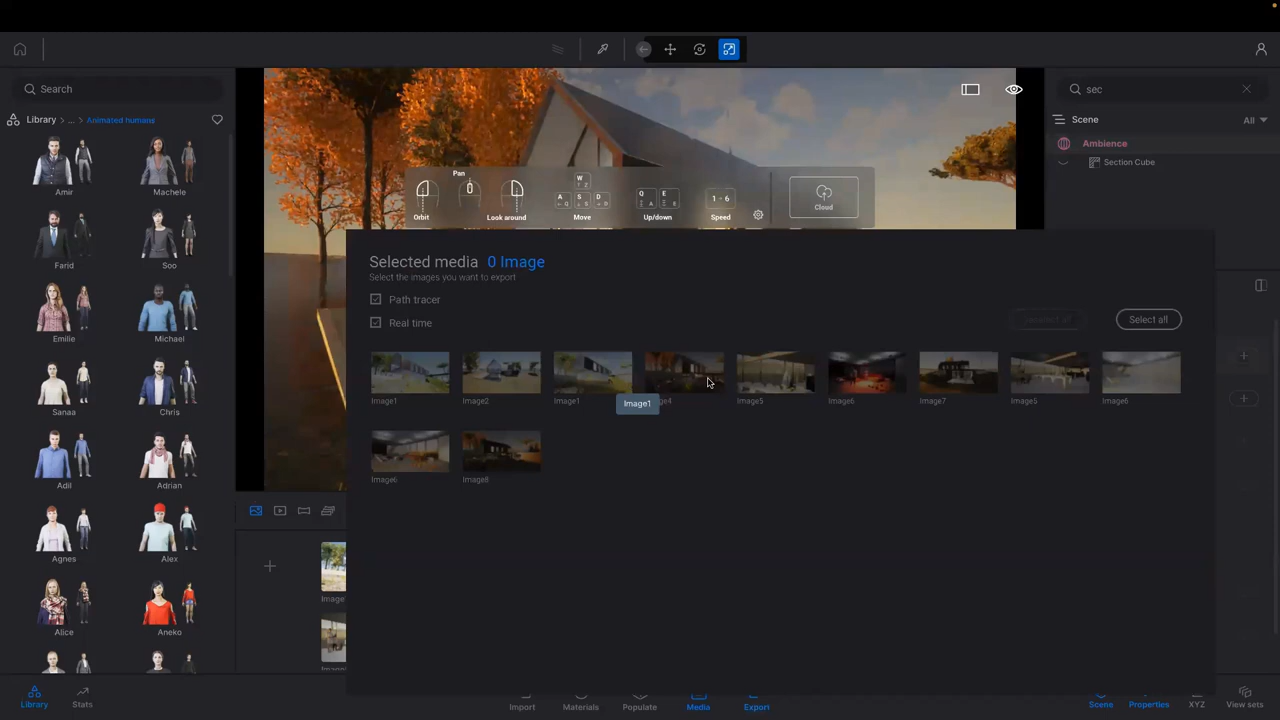 Search
sec
Library > ... > Animated humans
Scene
All
Ambience
Section Cube
Amir
Machele
Farid
Soo
Emilie
Michael
Sanaa
Chris
Adil
Adrian
Agnes
Alex
Alice
Aneko
Pan
Orbit
Look around
W
↑ Z
A
← Q
S
↓ S
D
→ D
Move
Q
↑ A
E
↓ E
Up/down
1 - 6
Speed
Cloud
Selected media 0 Image
Select the images you want to export
Path tracer
Real time
Select all
Image1
Image2
Image1
Image5
Image6
Image7
Image5
Image6
Image1
Image6
Image8
Image
Library
Stats
Import
Materials
Populate
Media
Export
Scene
Properties
XYZ
View sets